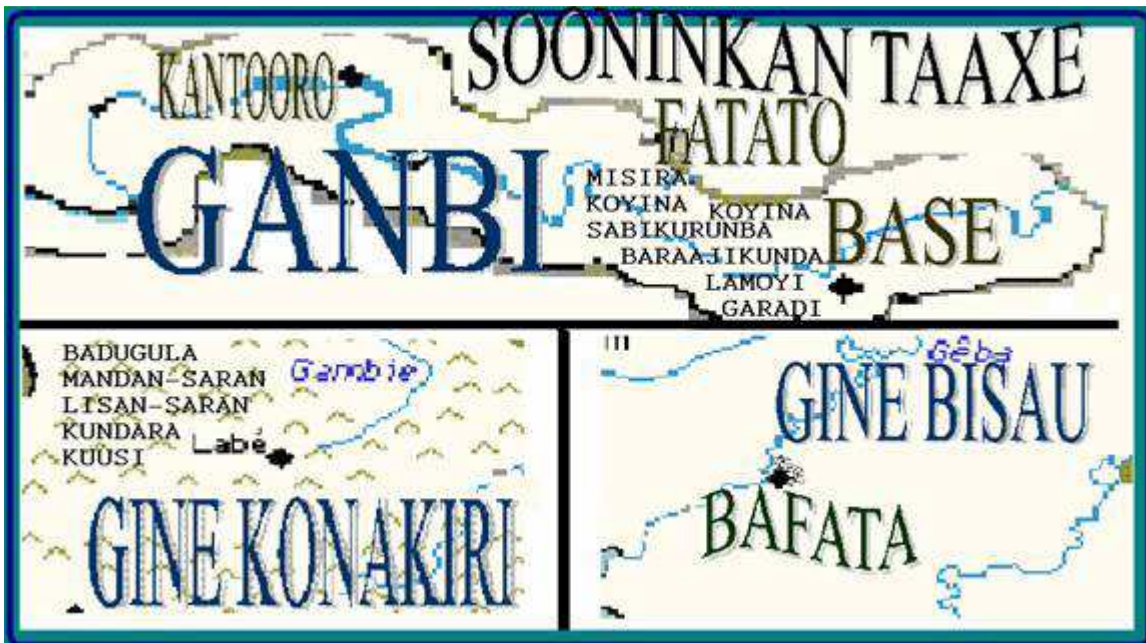 SOONINKAN TAAXE
KANTOORO
FATATO
GANBI
MISIRA
KOYINA KOYINA
SABIKURUNBA
BASE
BARAAJIKUNDA
LAMOYI
GARADI
BADUGULA
MANDAN-SARAN
LISAN-SARAN
KUNDARA
KUUSI
Gambie
Labé
GINE KONAKIRI
Gêba
GINE BISAU
BAFATA